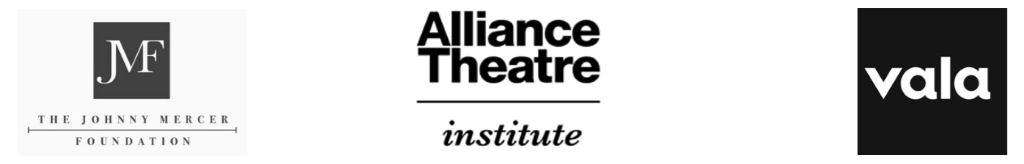 JMF
THE JOHNNY MERCER
FOUNDATION
Alliance
Theatre
institute
vala